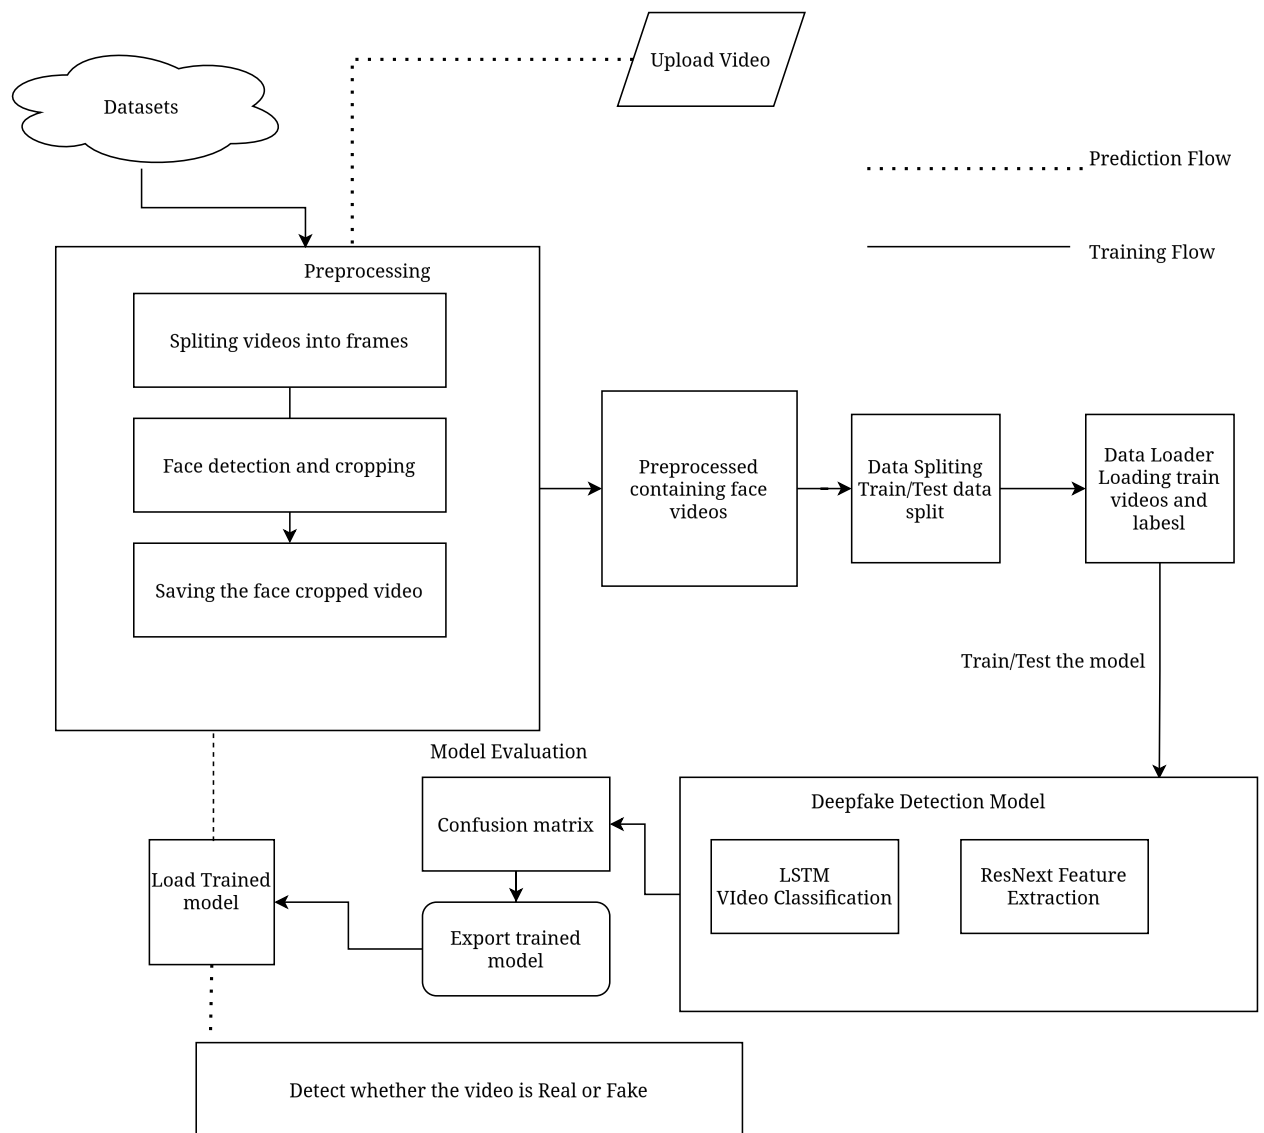 Upload Video
Datasets
Prediction Flow
Training Flow
Preprocessing
Spliting videos into frames
Face detection and cropping
Saving the face cropped video
Preprocessed
containing face
videos
Data Spliting
Train/Test data
split
Data Loader
Loading train
videos and
labesl
Train/Test the model
Model Evaluation
Confusion matrix
Export trained
model
Load Trained
model
Deepfake Detection Model
LSTM
VIdeo Classification
ResNext Feature
Extraction
Detect whether the video is Real or Fake